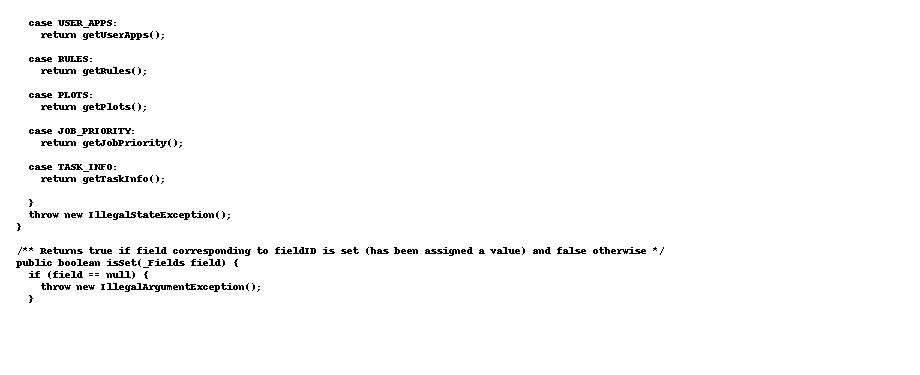 case USER_APPS:
return getUserApps();
case RULES:
return getRules();
case PLOTS:
return getPlots();
case JOB_PRIORITY:
return getJobPriority();
case TASK_INFO:
return getTaskInfo();
}
throw new IllegalStateException();
}
/** Returns true if field corresponding to fieldID is set (has been assigned a value) and false otherwise */
public boolean isSet(_Fields field) {
if (field == null) {
throw new IllegalArgumentException();
}